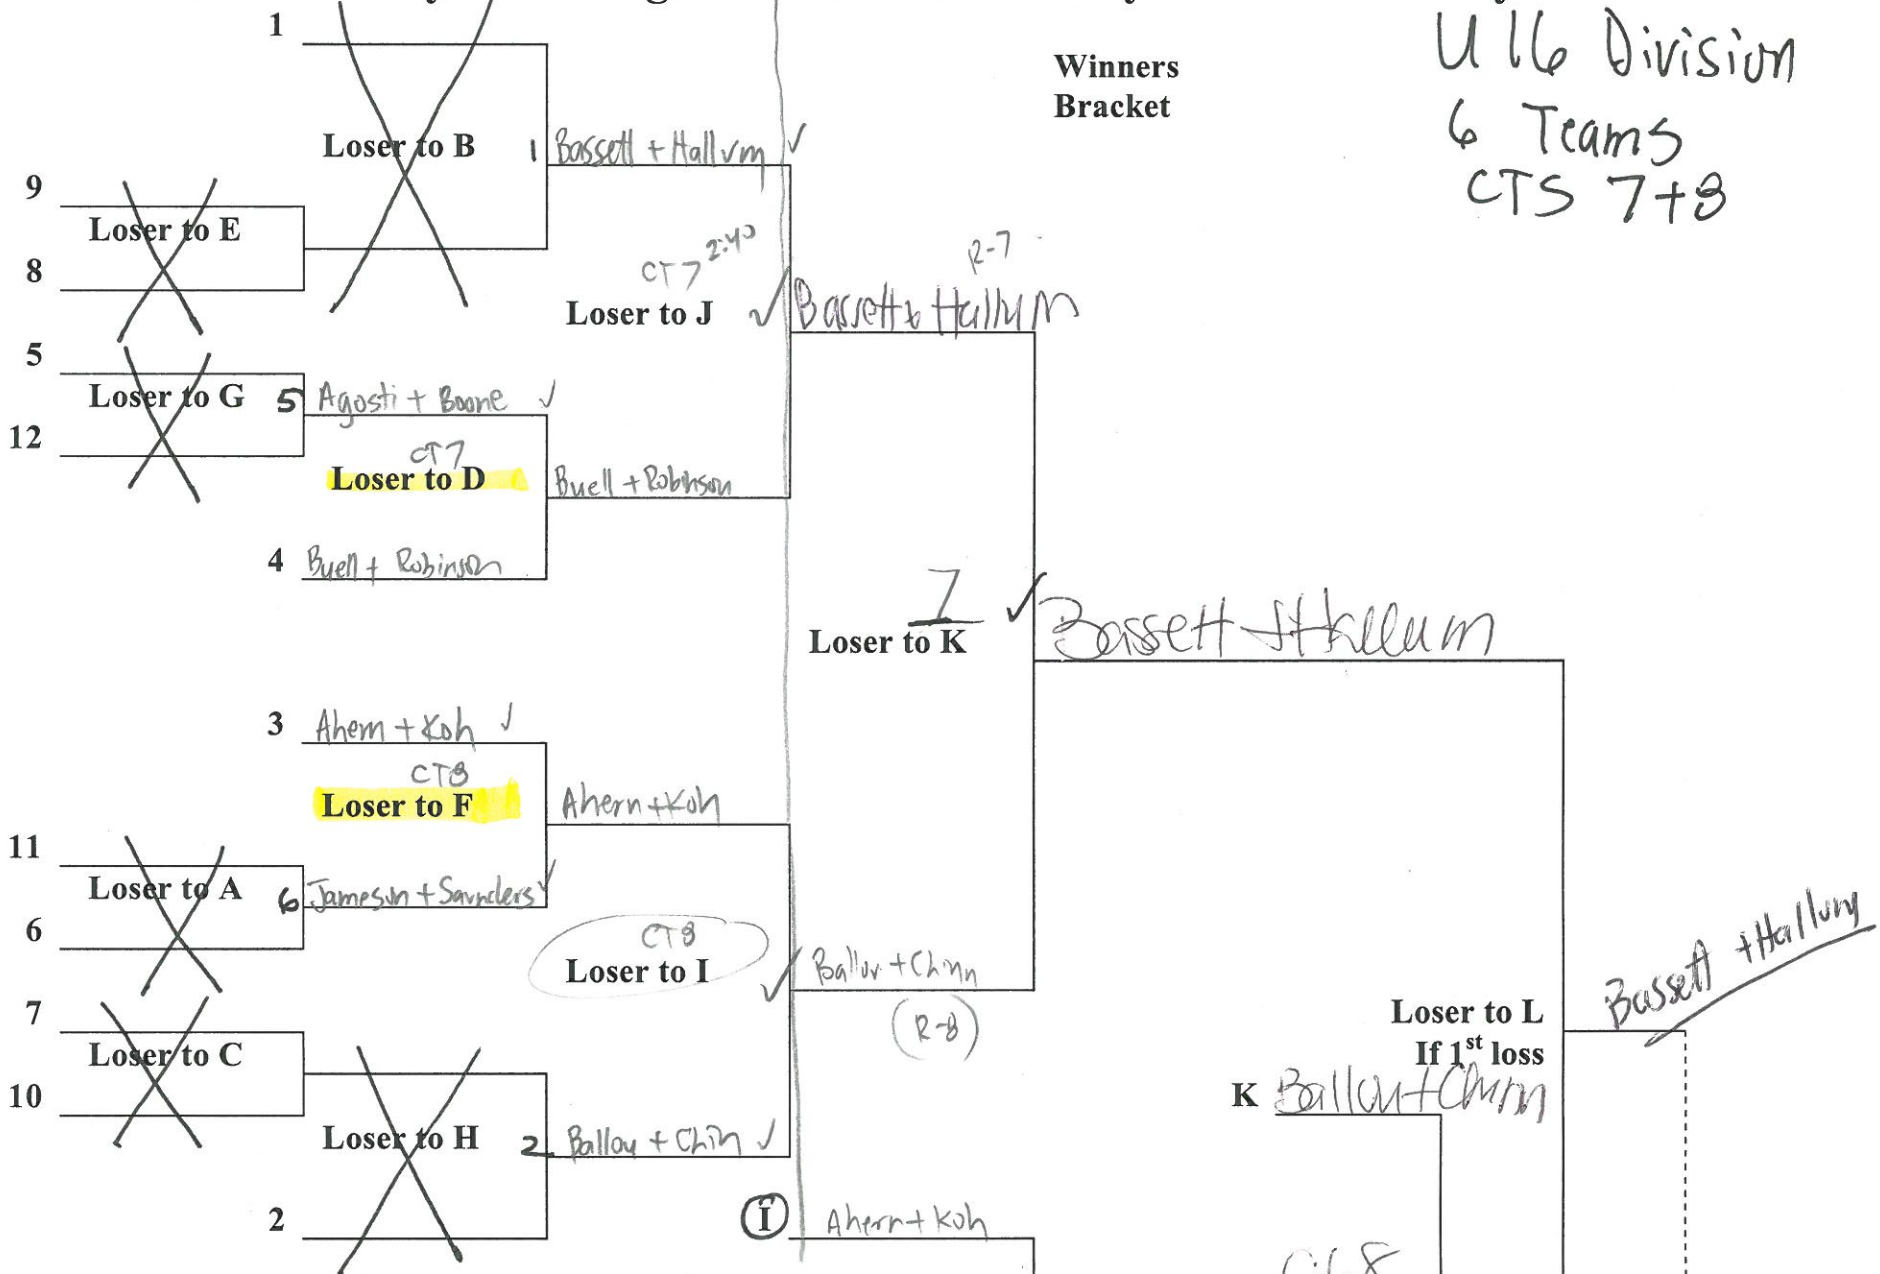 1
Winners
Bracket
U16 Division
6 Teams
CTS 7+8
Loser to B
1 Bassett + Hallum ✓
9
Loser to E
8
CT7 2:40
R-7
Loser to J ✓ Bassett + Hallum
5
Loser to G
5 Agosti + Boone ✓
12
CT7
Loser to D
Buell + Robinson
4 Buell + Robinson
7 ✓
Loser to K
Bassett + Hallum
3 Ahern + Koh ✓
CT8
Loser to F
Ahern + Koh
11
Loser to A
6 Jameson + Saunders ✓
6
CT8
Loser to I ✓
Ballou + Chinn
(R-8)
Bassett + Hallum
7
Loser to C
10
Loser to L
If 1st loss
K Ballou + Chinn
Loser to H
2 Ballou + Chin ✓
2
I Ahern + Koh